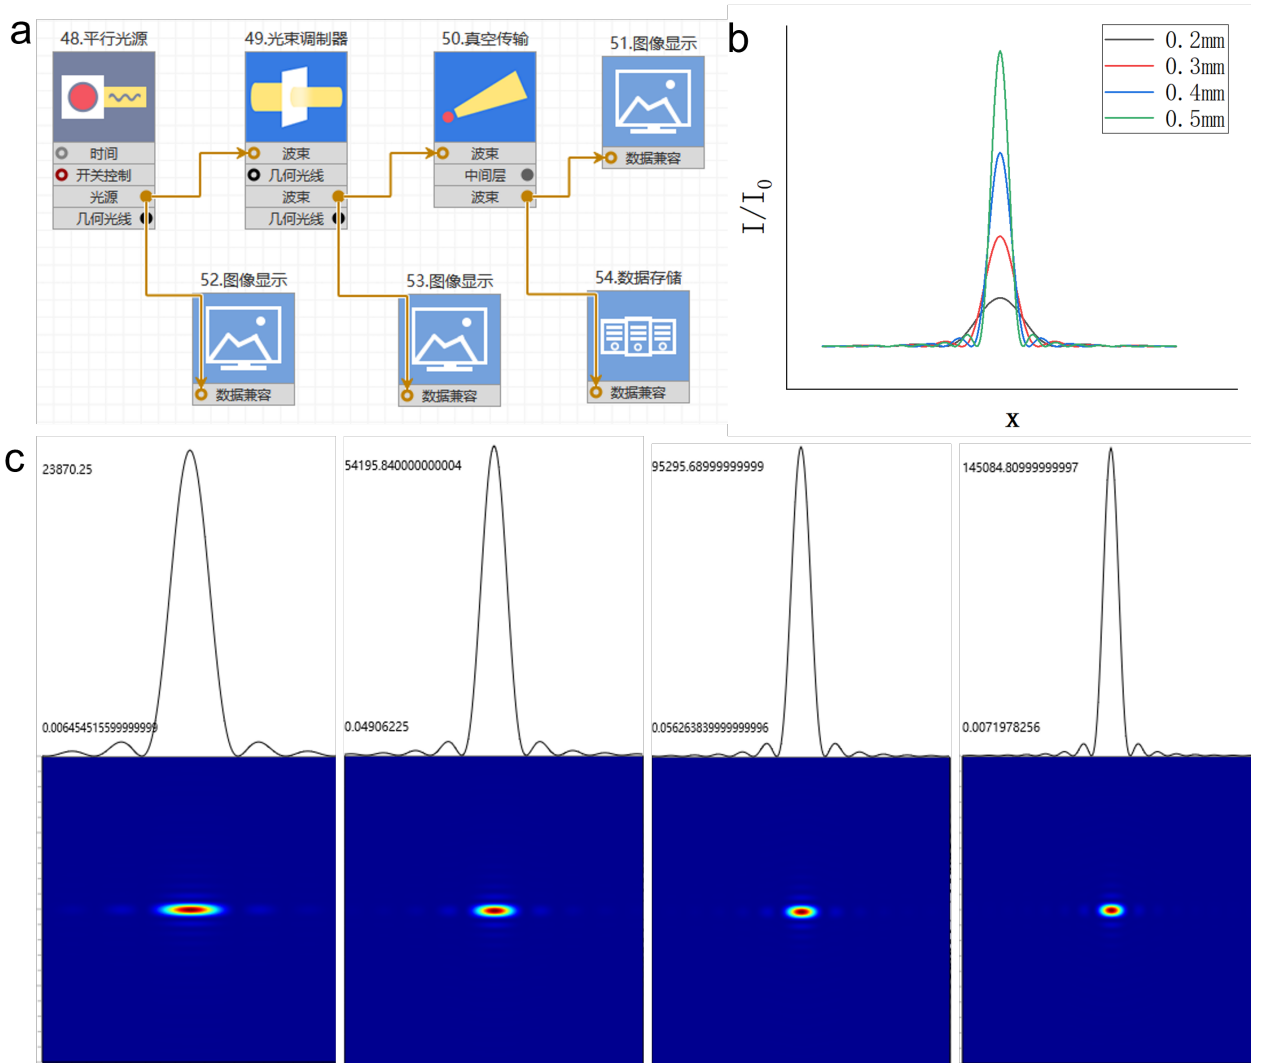 a
48.平行光源
49.光束调制器
50.真空传输
51.图像显示
时间
开关控制
光源
几何光线
波束
几何光线
波束
几何光线
波束
中间层
波束
数据兼容
52.图像显示
53.图像显示
54.数据存储
数据兼容
数据兼容
数据兼容
b
0.2mm
0.3mm
0.4mm
0.5mm
I/I0
x
c
23870.25
54195.840000000004
95295.68999999999
145084.80999999997
0.006454515599999999
0.04906225
0.056263839999999996
0.0071978256